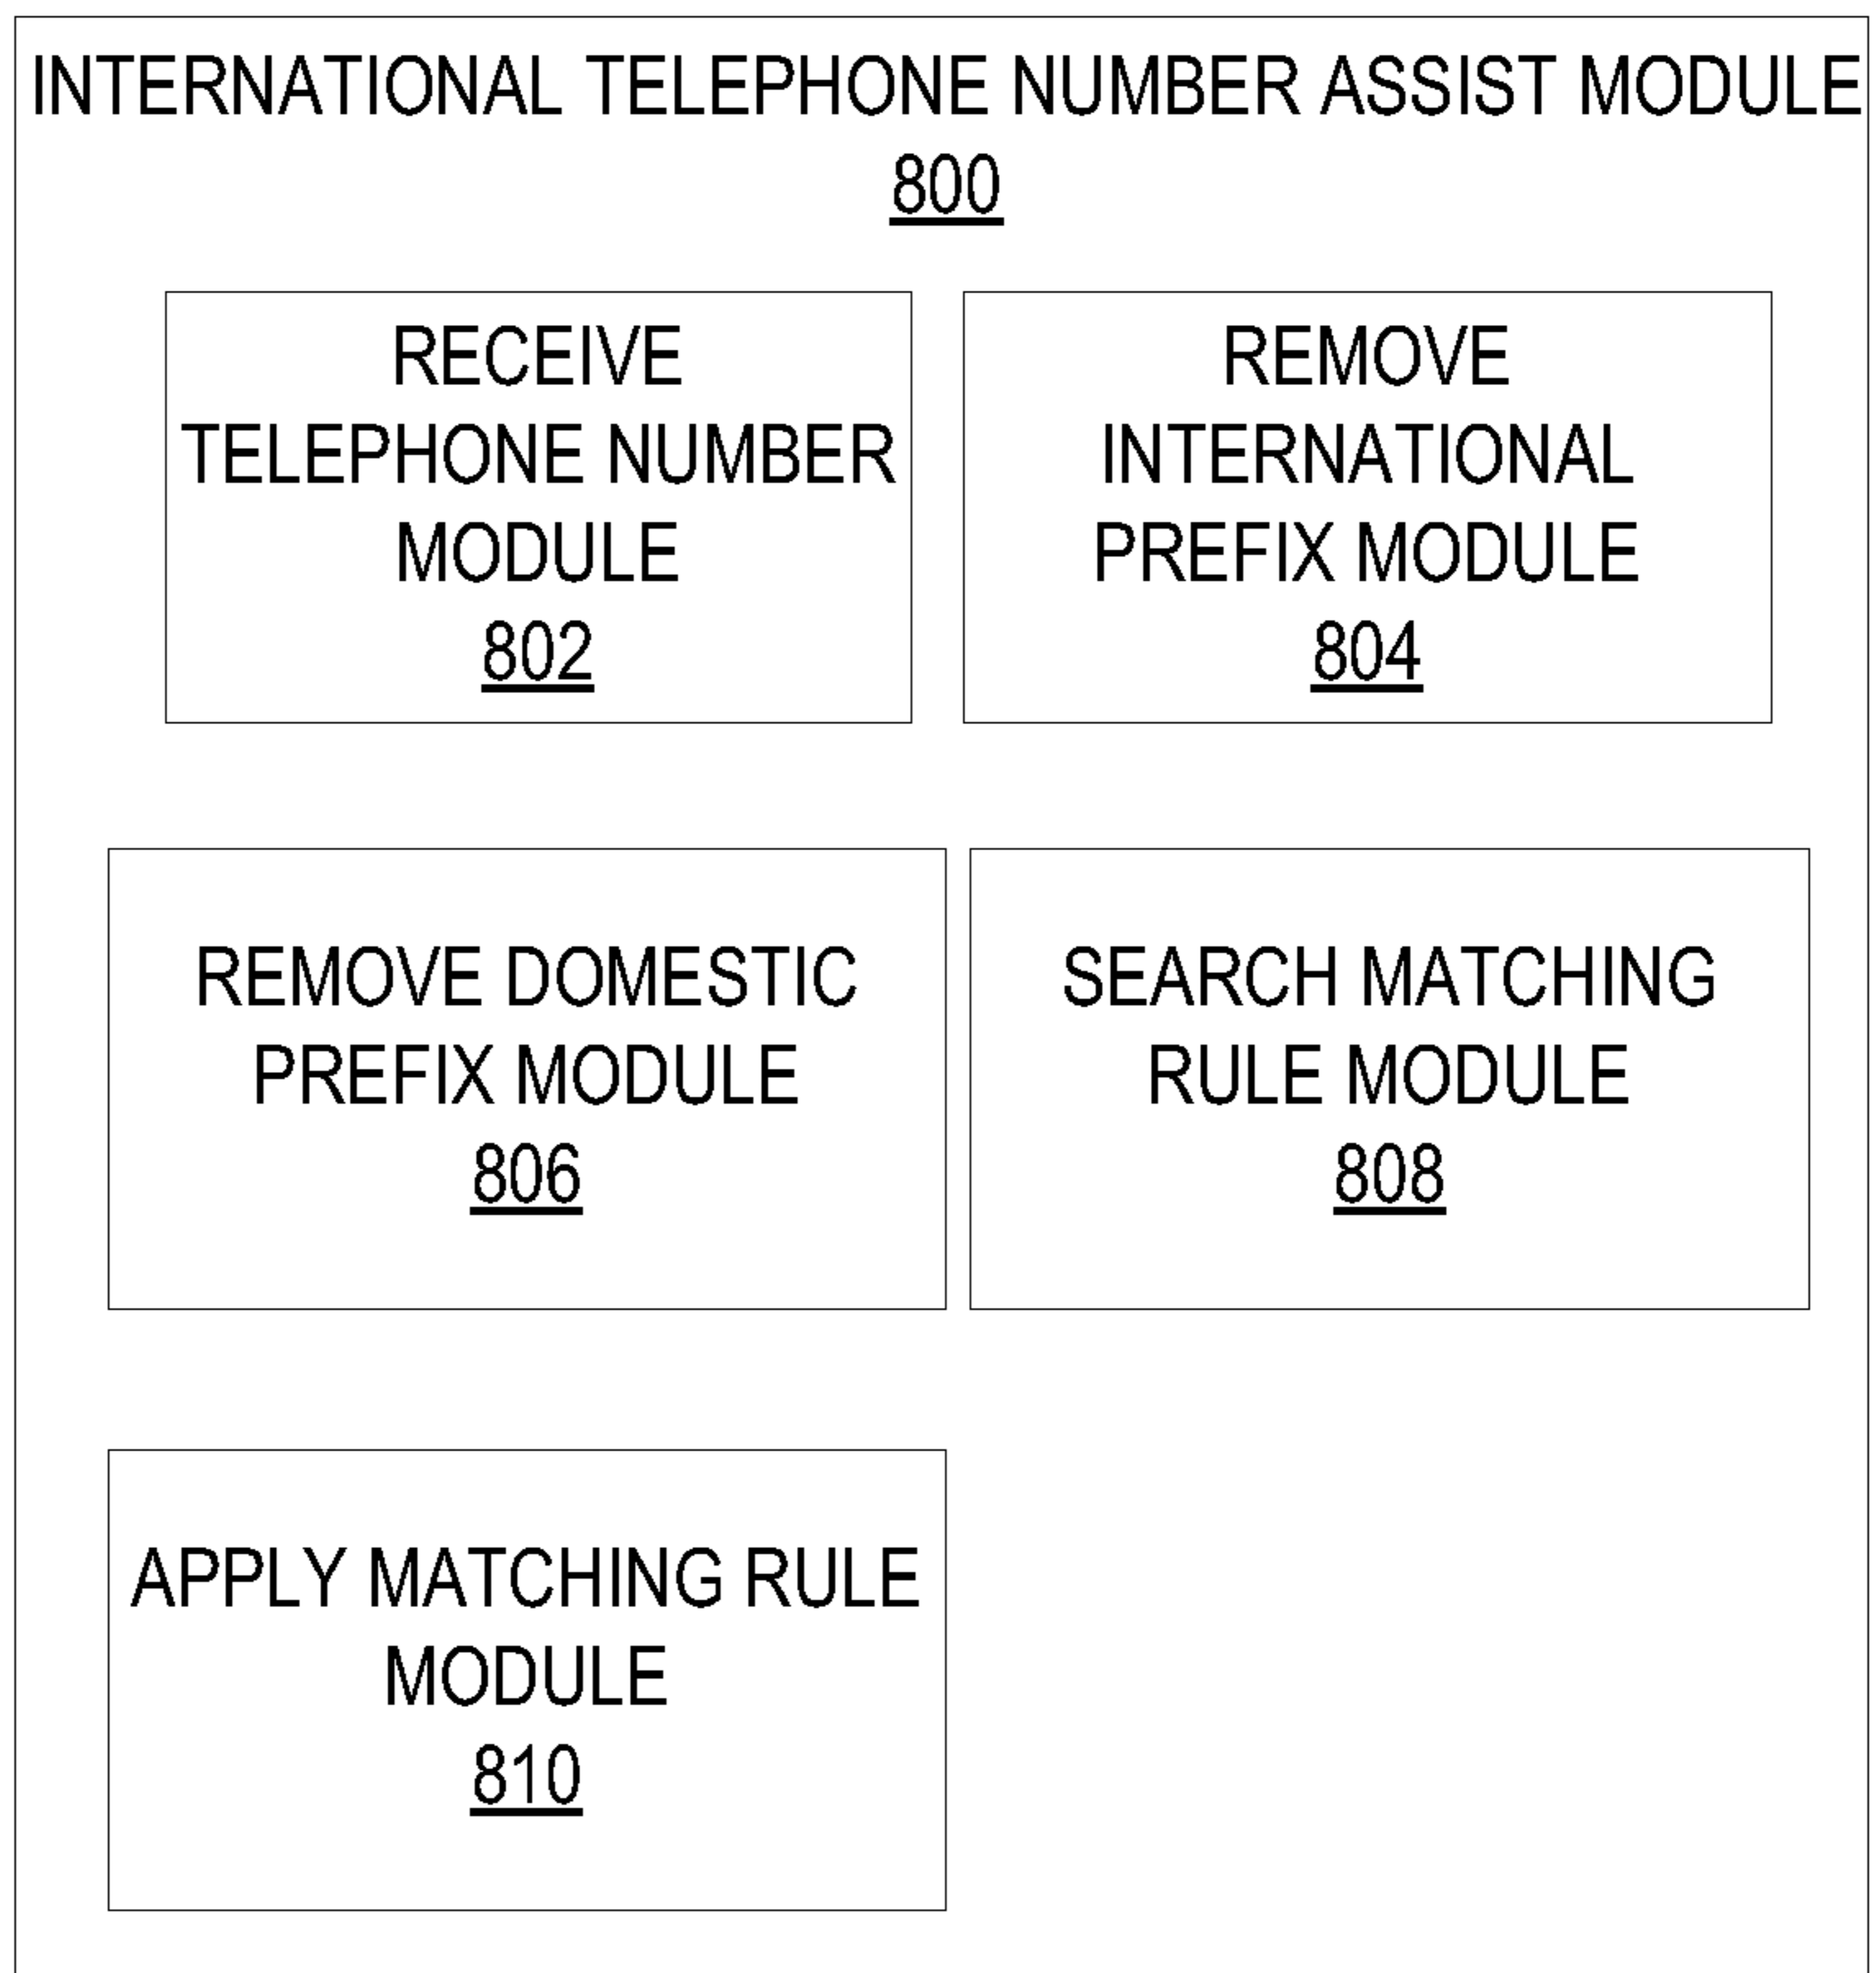 INTERNATIONAL TELEPHONE NUMBER ASSIST MODULE
800
RECEIVE
TELEPHONE NUMBER
MODULE
802
REMOVE
INTERNATIONAL
PREFIX MODULE
804
REMOVE DOMESTIC
PREFIX MODULE
806
SEARCH MATCHING
RULE MODULE
808
APPLY MATCHING RULE
MODULE
810